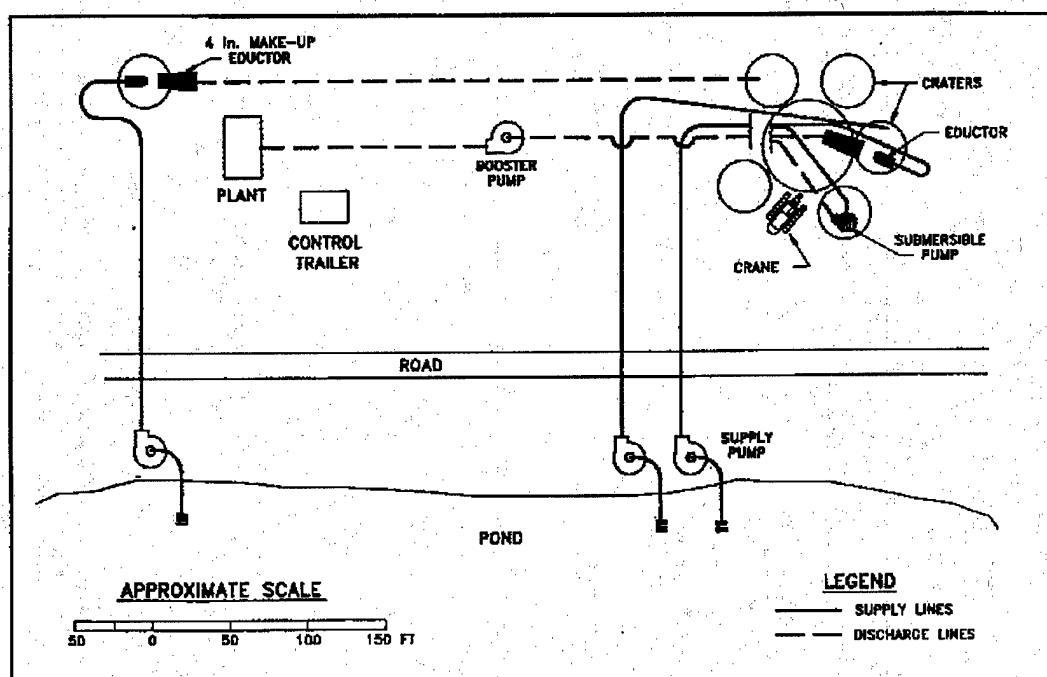 4 in. MAKE-UP
EDUCTOR
CRATERS
EDUCTOR
PLANT
BOOSTER
PUMP
CONTROL
TRAILER
CRANE
SUBMERSIBLE
PUMP
ROAD
SUPPLY
PUMP
POND
APPROXIMATE SCALE
50 0 50 100 150 FT
LEGEND
SUPPLY LINES
DISCHARGE LINES